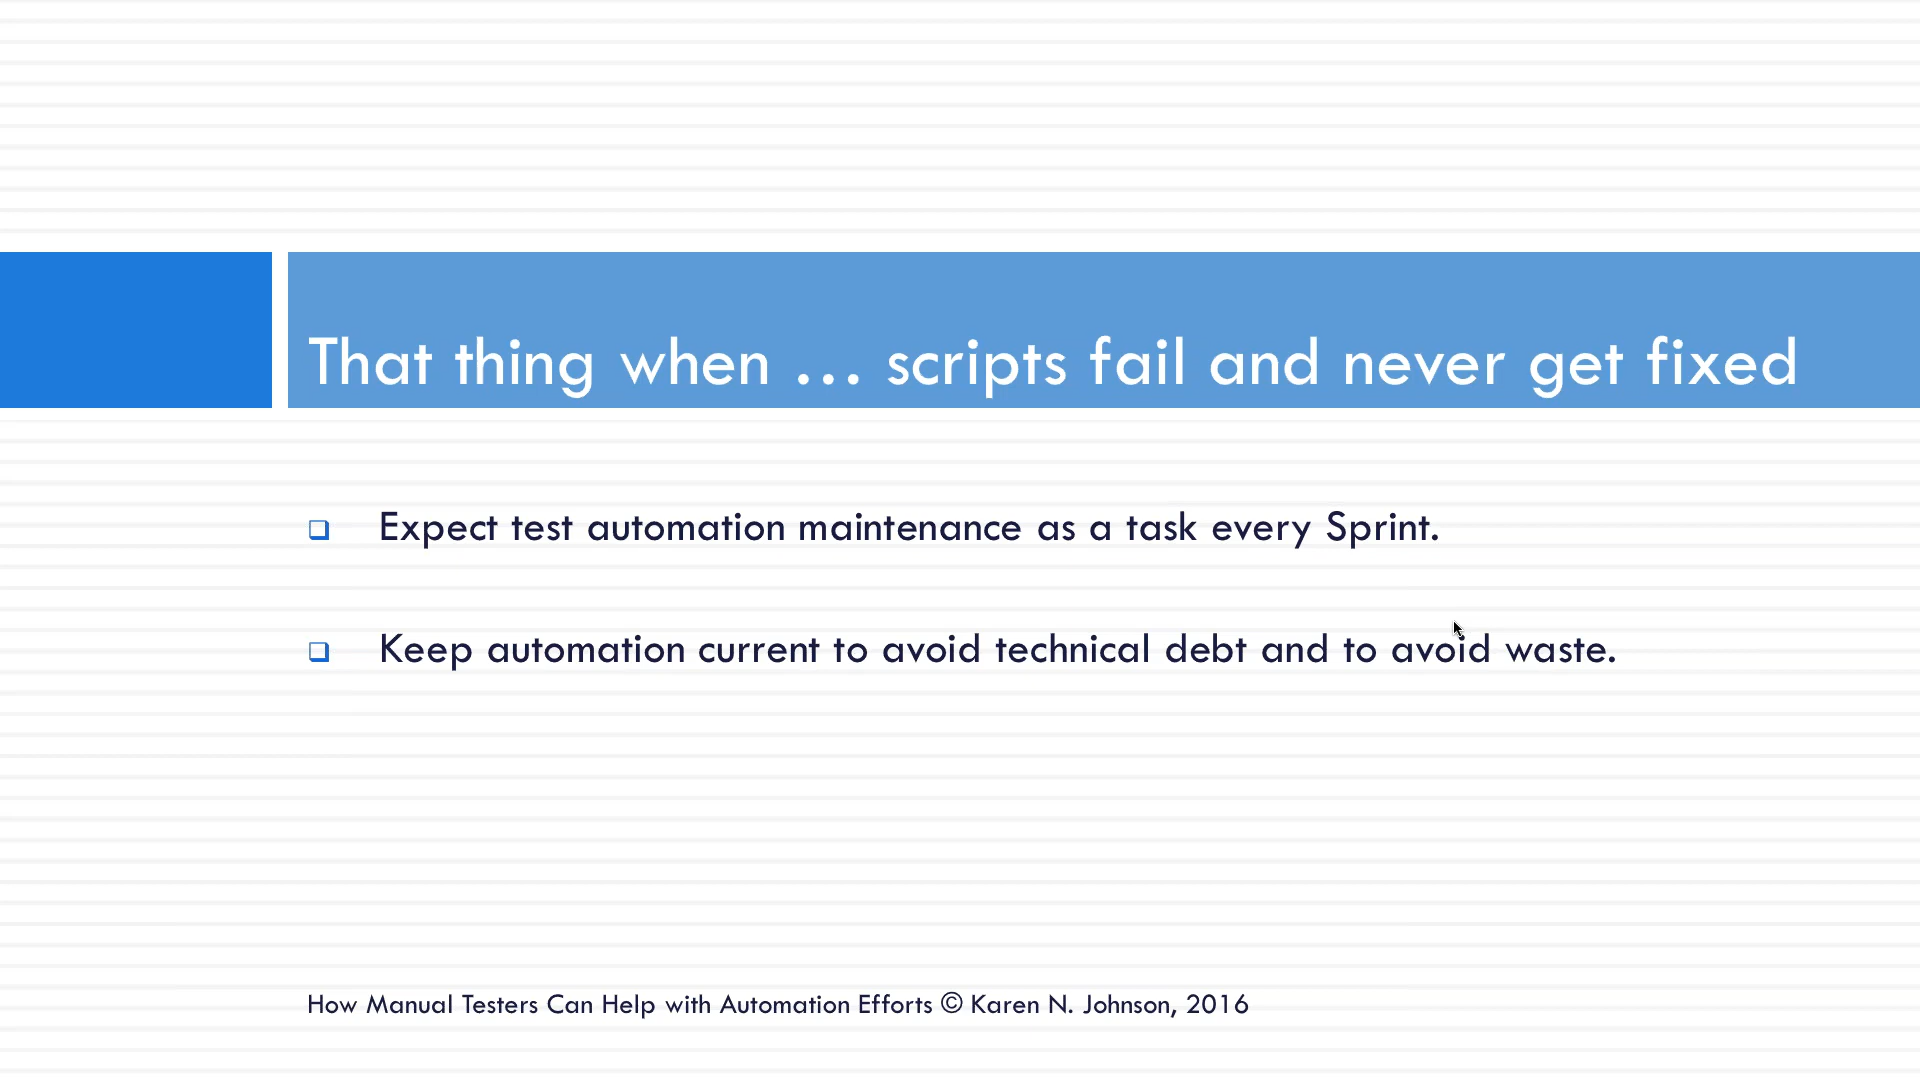 That thing when … scripts fail and never get fixed
Expect test automation maintenance as a task every Sprint.
Keep automation current to avoid technical debt and to avoid waste.
How Manual Testers Can Help with Automation Efforts © Karen N. Johnson, 2016